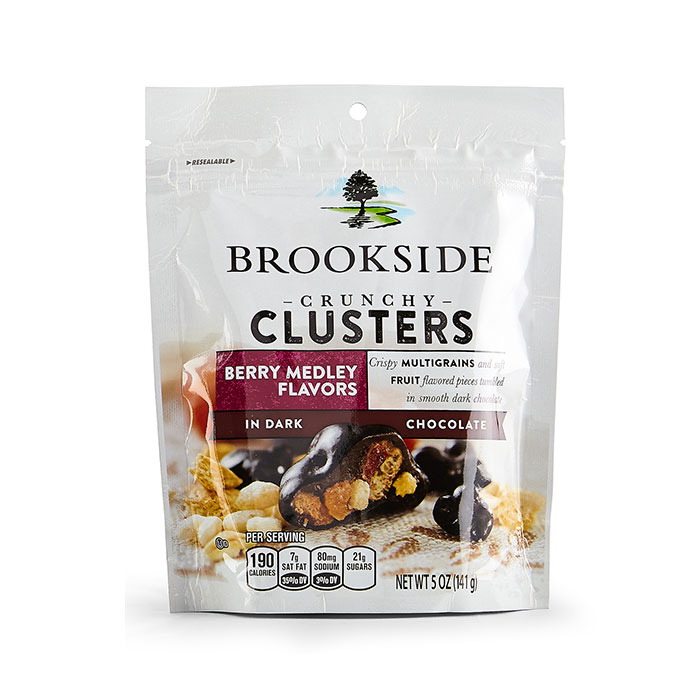 ▶RESEALABLE▶
BROOKSIDE
– CRUNCHY –
CLUSTERS
BERRY MEDLEY
FLAVORS
Crispy MULTIGRAINS and soft
FRUIT flavored pieces tumbled
in smooth dark chocolate
IN DARK CHOCOLATE
PER SERVING
190 CALORIES
7g SAT FAT 35% DV
80mg SODIUM 3% DV
21g SUGARS
NET WT 5 OZ (141 g)